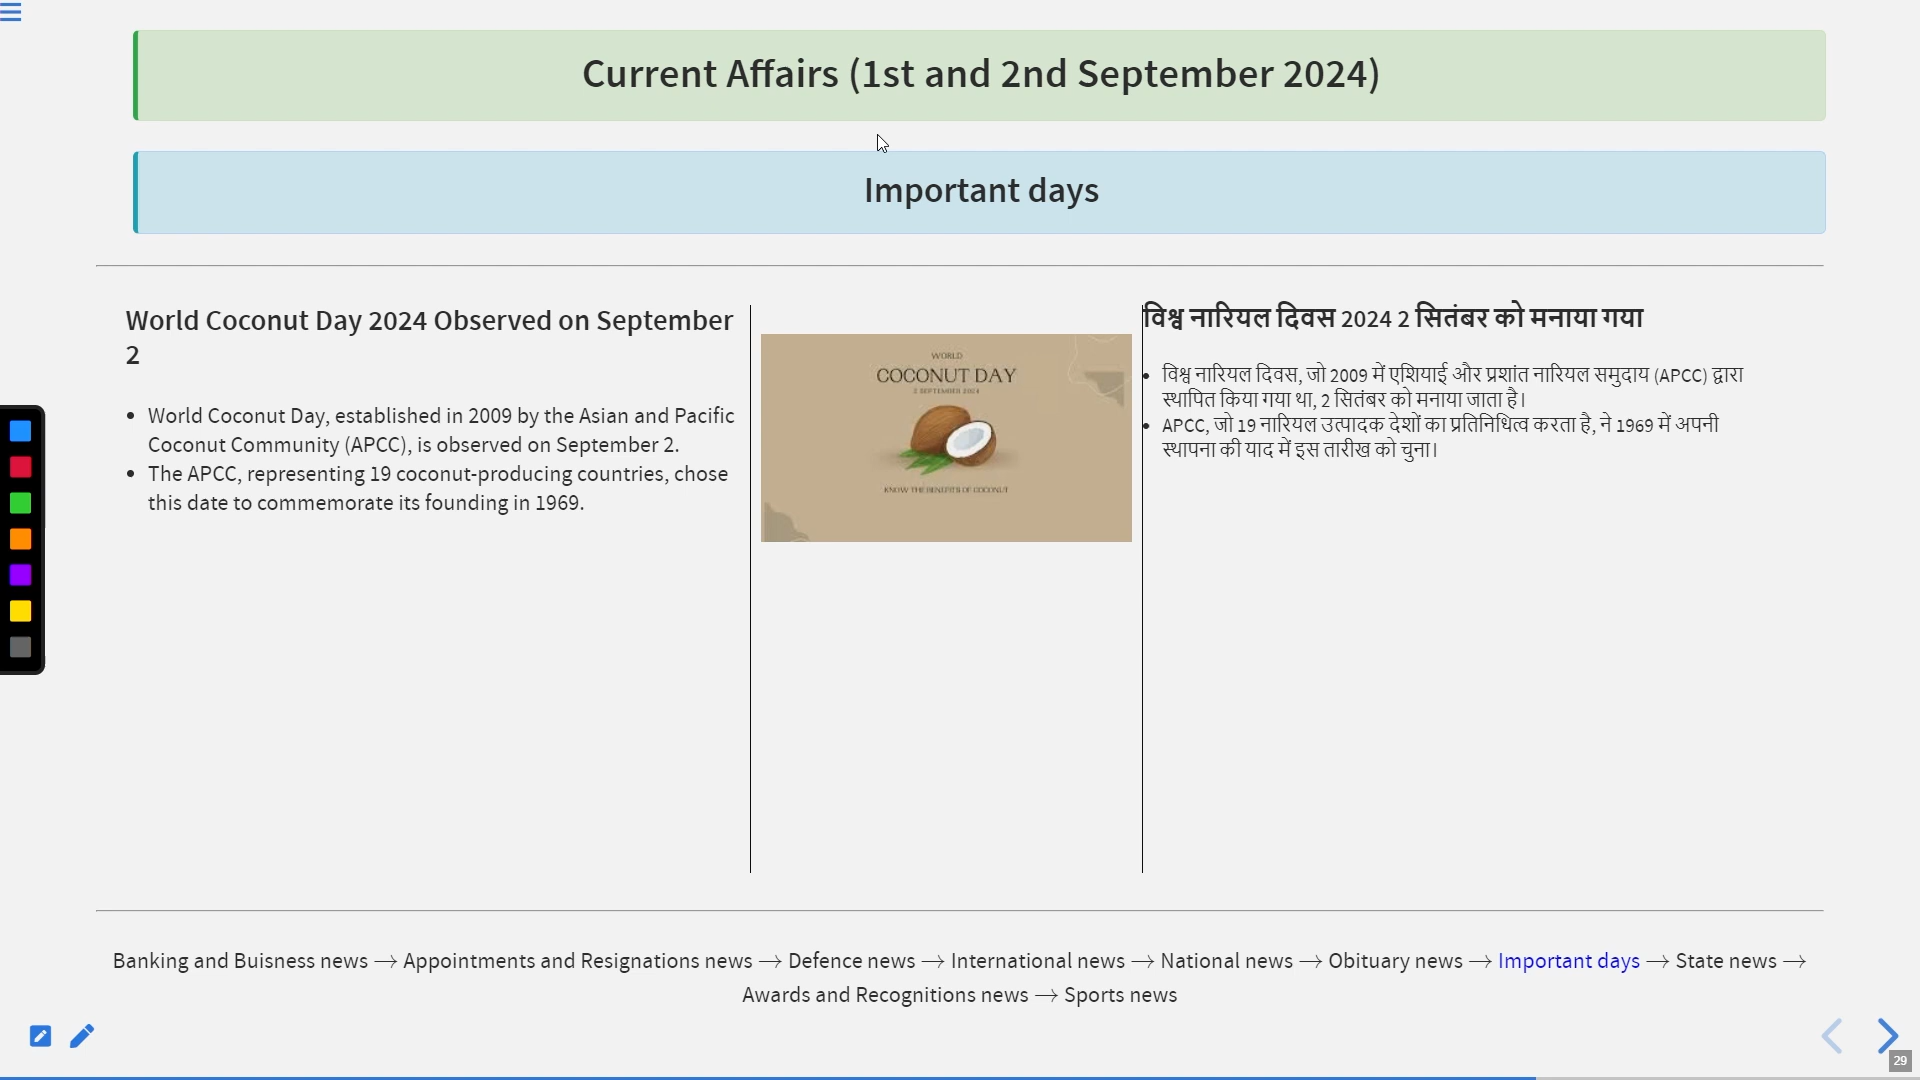 Current Affairs (1st and 2nd September 2024)
Important days
World Coconut Day 2024 Observed on September
2
World Coconut Day, established in 2009 by the Asian and Pacific
Coconut Community (APCC), is observed on September 2.
The APCC, representing 19 coconut-producing countries, chose
this date to commemorate its founding in 1969.
WORLD
COCONUT DAY
2 SEPTEMBER 2024
KNOW THE BENEFITS OF COCONUT
विश्व नारियल दिवस 2024 2 सितंबर को मनाया गया
विश्व नारियल दिवस, जो 2009 में एशियाई और प्रशांत नारियल समुदाय (APCC) द्वारा
स्थापित किया गया था, 2 सितंबर को मनाया जाता है।
APCC, जो 19 नारियल उत्पादक देशों का प्रतिनिधित्व करता है, ने 1969 में अपनी
स्थापना की याद में इस तारीख को चुना।
Banking and Buisness news → Appointments and Resignations news → Defence news → International news → National news → Obituary news → Important days → State news →
Awards and Recognitions news → Sports news
29